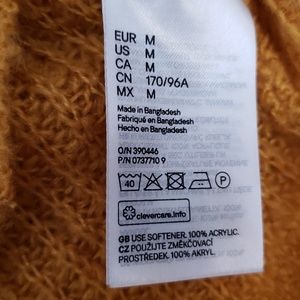 EUR M
US M
CA M
CN 170/96A
MX M
Made in Bangladesh
Fabriqué en Bangladesh
Hecho en Bangladesh
O/N 390446
P/N 0737710 9
40
P
clevercare.info
GB USE SOFTENER. 100% ACRYLIC.
CZ POUŽIJTE ZMĚKČOVACÍ
PROSTŘEDEK. 100% AKRYL.